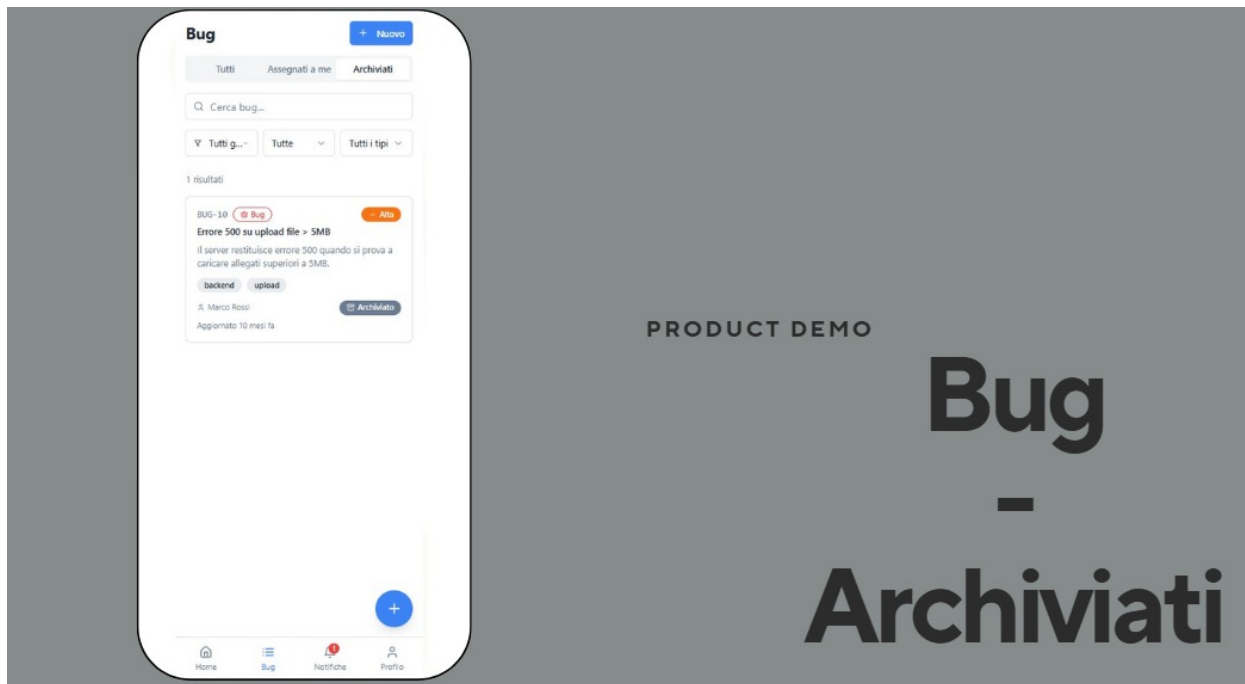 Bug
+ Nuovo
Tutti Assegnati a me Archiviati
Cerca bug...
Tutti g... Tutte Tutti i tipi
1 risultati
BUG-10 Bug - Alta
Errore 500 su upload file > 5MB
Il server restituisce errore 500 quando si prova a
caricare allegati superiori a 5MB.
backend upload
Marco Rossi Archiviato
Aggiornato 10 mesi fa
+
1
Home Bug Notifiche Profilo
PRODUCT DEMO
Bug
-
Archiviati